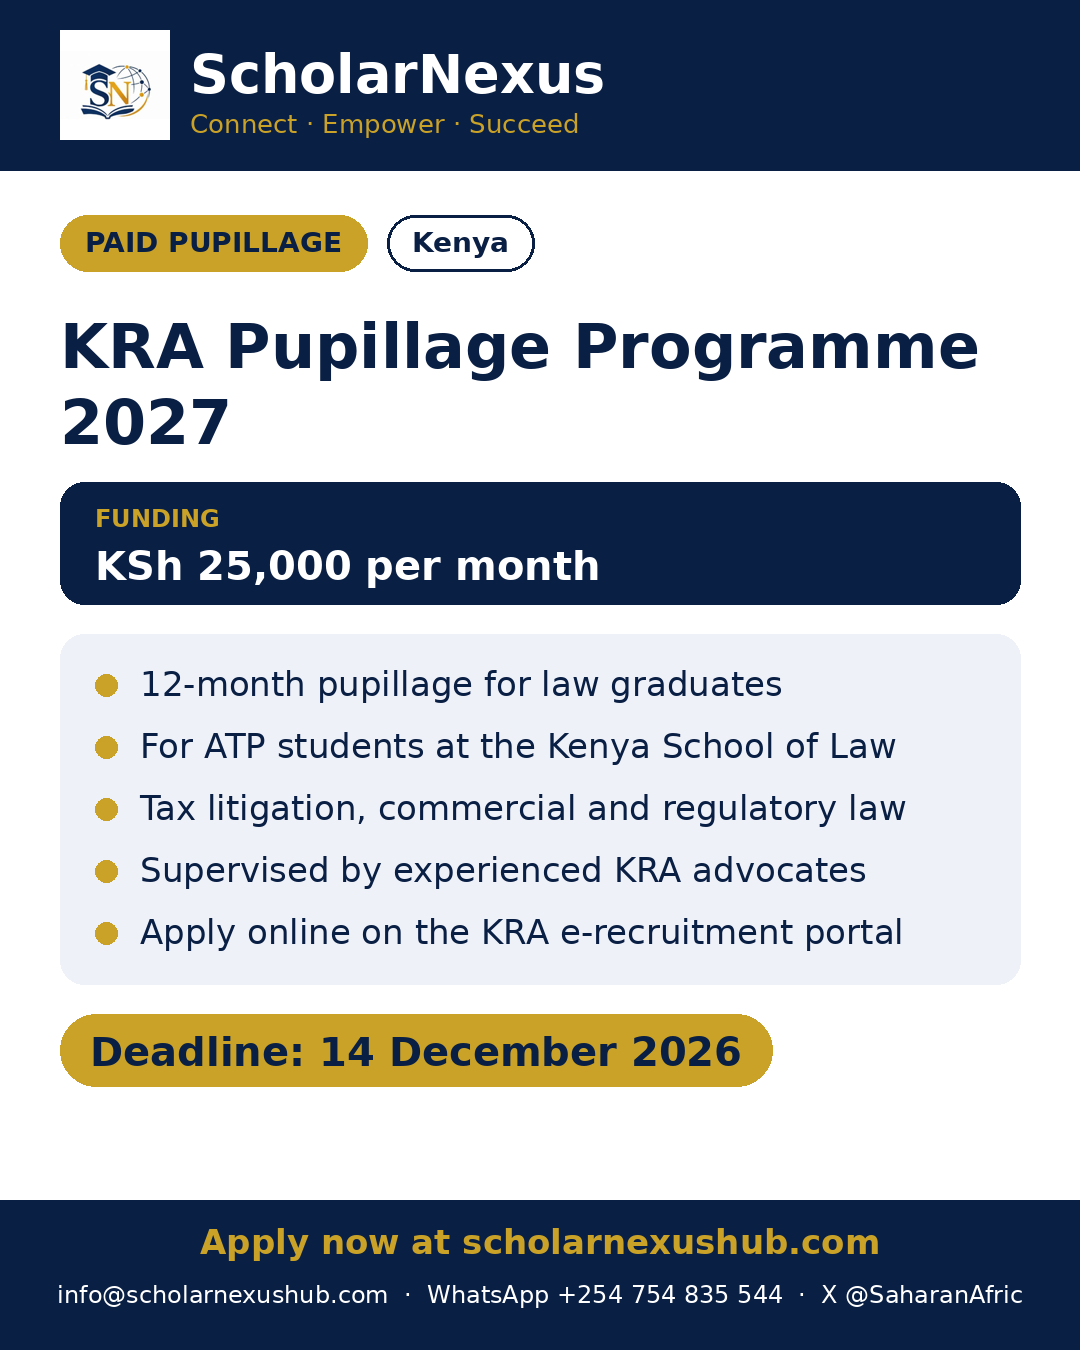 SN
ScholarNexus
Connect · Empower · Succeed
PAID PUPILLAGE
Kenya
KRA Pupillage Programme
2027
FUNDING
KSh 25,000 per month
12-month pupillage for law graduates
For ATP students at the Kenya School of Law
Tax litigation, commercial and regulatory law
Supervised by experienced KRA advocates
Apply online on the KRA e-recruitment portal
Deadline: 14 December 2026
Apply now at scholarnexushub.com
info@scholarnexushub.com · WhatsApp +254 754 835 544 · X @SaharanAfric